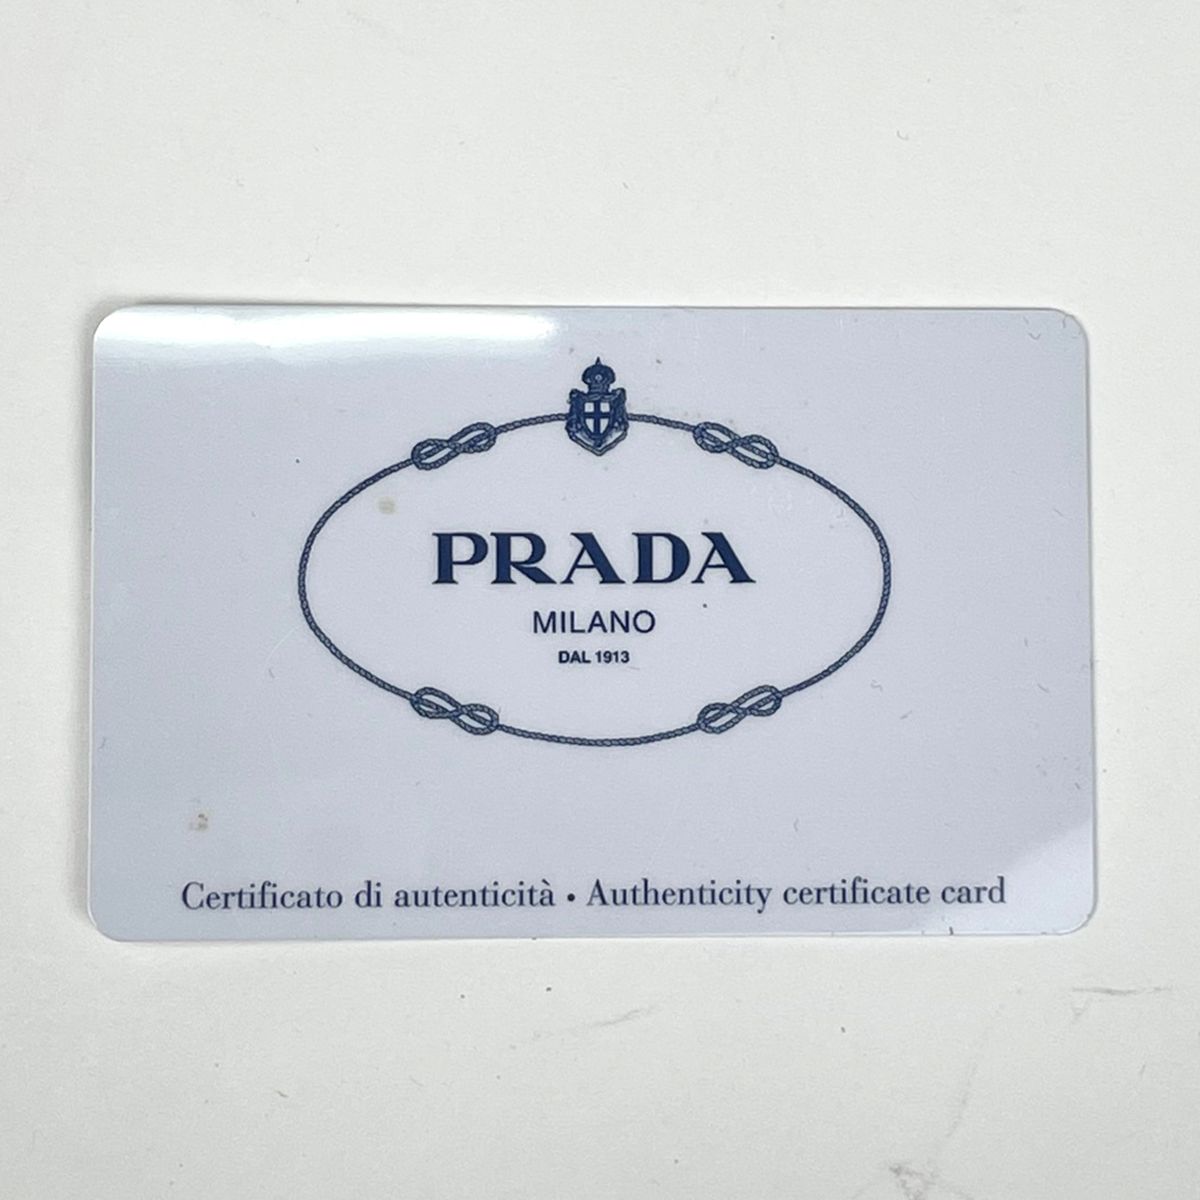 PRADA
MILANO
DAL 1913
Certificato di autenticità • Authenticity certificate card